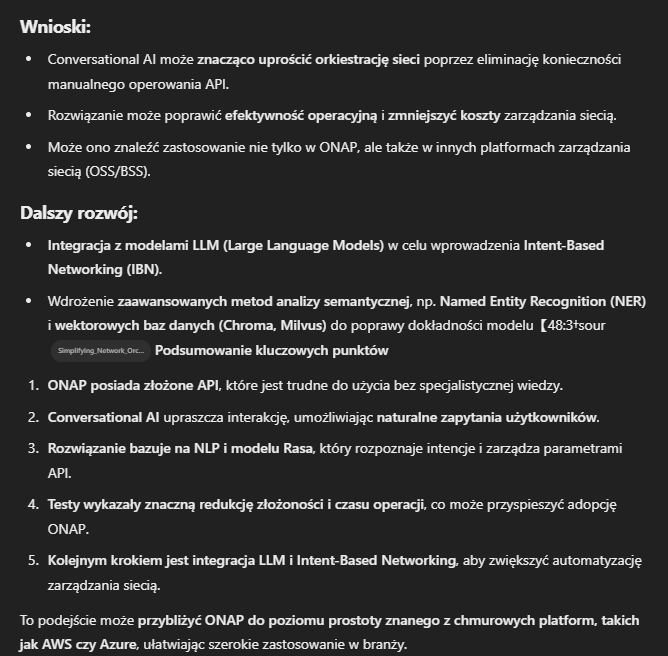 Wnioski:
• Conversational AI może znacząco uprościć orkiestrację sieci poprzez eliminację konieczności
manualnego operowania API.
• Rozwiązanie może poprawić efektywność operacyjną i zmniejszyć koszty zarządzania siecią.
• Może ono znaleźć zastosowanie nie tylko w ONAP, ale także w innych platformach zarządzania
siecią (OSS/BSS).
Dalszy rozwój:
• Integracja z modelami LLM (Large Language Models) w celu wprowadzenia Intent-Based
Networking (IBN).
• Wdrożenie zaawansowanych metod analizy semantycznej, np. Named Entity Recognition (NER)
i wektorowych baz danych (Chroma, Milvus) do poprawy dokładności modelu【48:3†sour
Simplifying_Network_Orc... Podsumowanie kluczowych punktów
1. ONAP posiada złożone API, które jest trudne do użycia bez specjalistycznej wiedzy.
2. Conversational AI upraszcza interakcję, umożliwiając naturalne zapytania użytkowników.
3. Rozwiązanie bazuje na NLP i modelu Rasa, który rozpoznaje intencje i zarządza parametrami
API.
4. Testy wykazały znaczną redukcję złożoności i czasu operacji, co może przyspieszyć adopcję
ONAP.
5. Kolejnym krokiem jest integracja LLM i Intent-Based Networking, aby zwiększyć automatyzację
zarządzania siecią.
To podejście może przybliżyć ONAP do poziomu prostoty znanego z chmurowych platform, takich
jak AWS czy Azure, ułatwiając szerokie zastosowanie w branży.